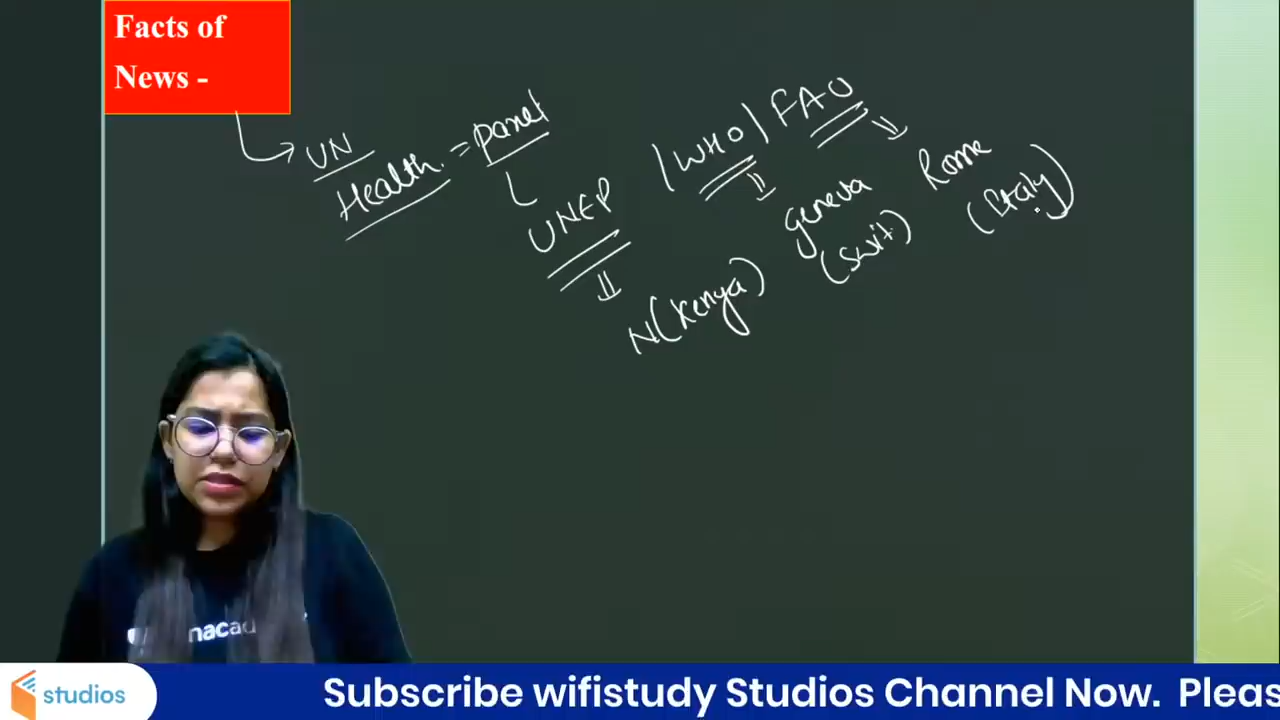 Facts of
News -
UN
Health = panel
UNEP /WHO/ FAO
N(Kenya)
Geneva
(Swit.)
Rome
(Italy)
nacad
studios
Subscribe wifistudy Studios Channel Now. Pleas